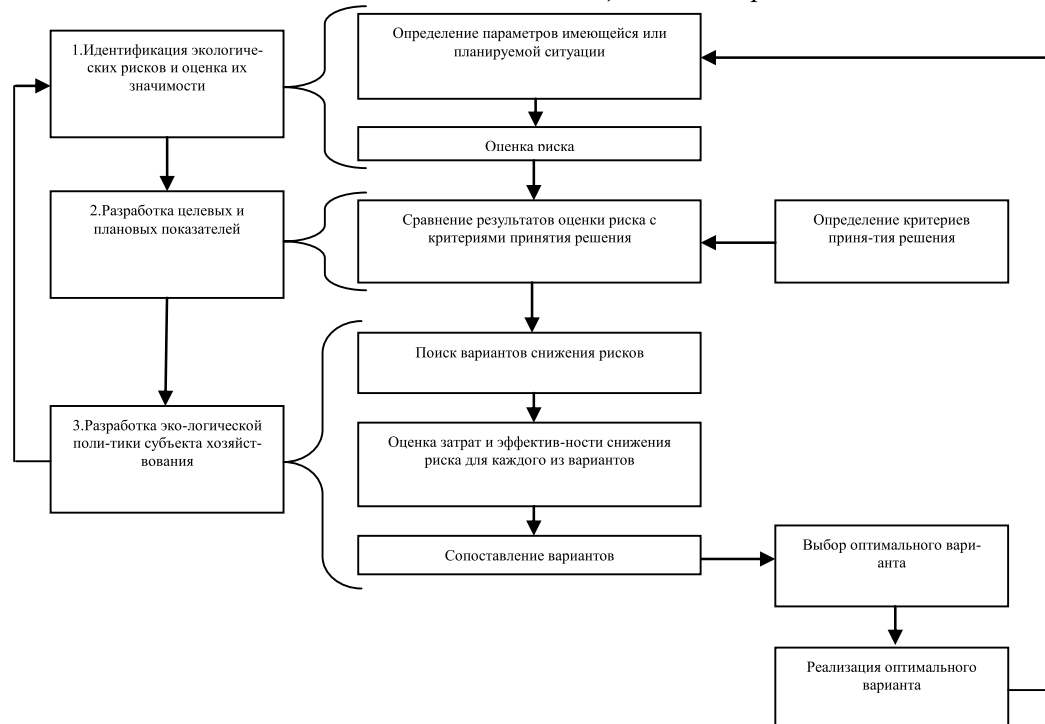 1.Идентификация экологиче-
ских рисков и оценка их
значимости
Определение параметров имеющейся или
планируемой ситуации
Оценка риска
2.Разработка целевых и
плановых показателей
Сравнение результатов оценки риска с
критериями принятия решения
Определение критериев
приня-тия решения
Поиск вариантов снижения рисков
3.Разработка эко-логической
поли-тики субъекта хозяйст-
вования
Оценка затрат и эффектив-ности снижения
риска для каждого из вариантов
Сопоставление вариантов
Выбор оптимального вари-
анта
Реализация оптимального
варианта